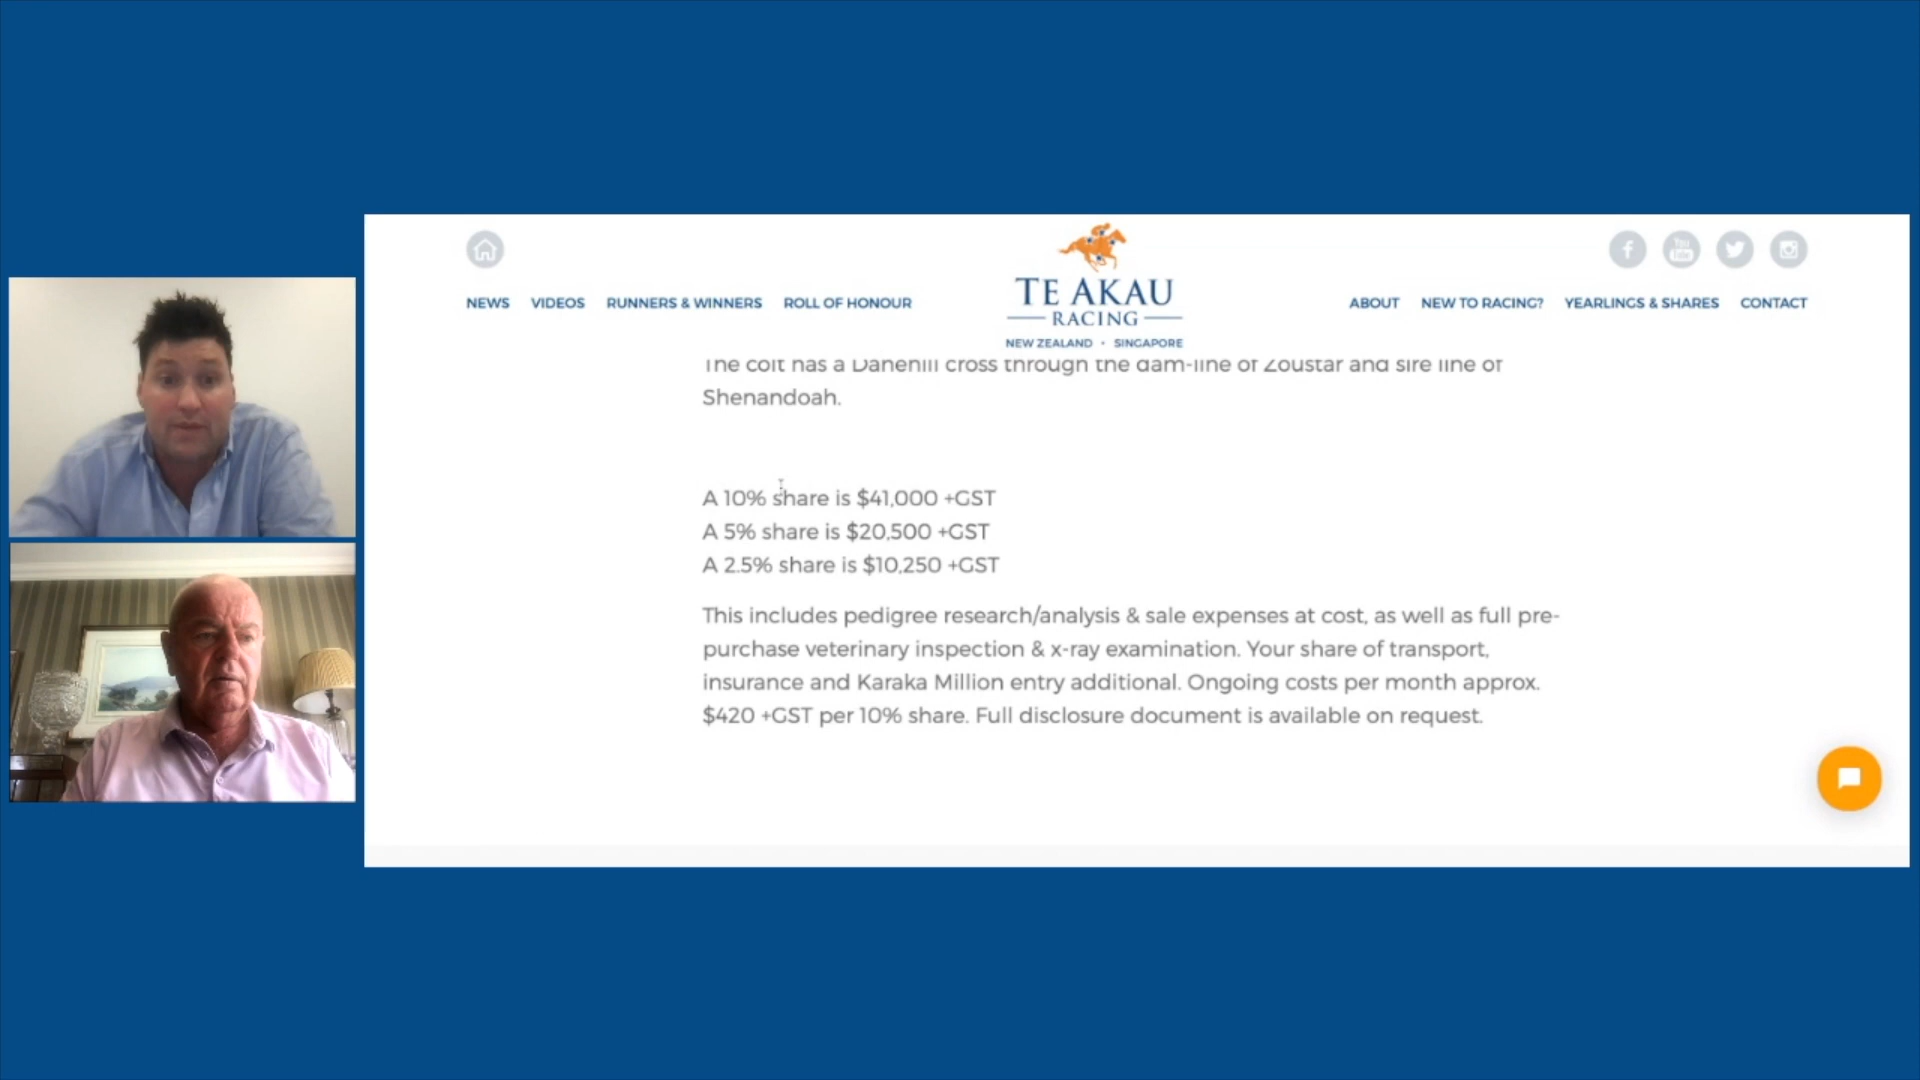 NEWS VIDEOS RUNNERS & WINNERS ROLL OF HONOUR
TE AKAU
RACING
NEW ZEALAND • SINGAPORE
f You Tube
ABOUT NEW TO RACING? YEARLINGS & SHARES CONTACT
The colt has a Danehill cross through the dam-line of Zoustar and sire line of
Shenandoah.
A 10% share is $41,000 +GST
A 5% share is $20,500 +GST
A 2.5% share is $10,250 +GST
This includes pedigree research/analysis & sale expenses at cost, as well as full pre-
purchase veterinary inspection & x-ray examination. Your share of transport,
insurance and Karaka Million entry additional. Ongoing costs per month approx.
$420 +GST per 10% share. Full disclosure document is available on request.